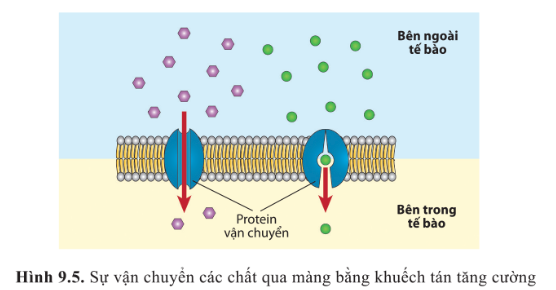 Bên ngoài
tế bào
Protein
vận chuyển
Bên trong
tế bào
Hình 9.5. Sự vận chuyển các chất qua màng bằng khuếch tán tăng cường